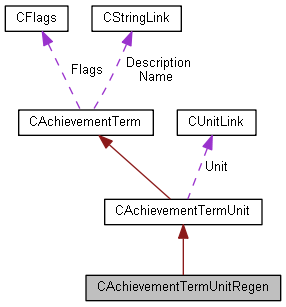 CFlags
CStringLink
Flags
Description
Name
CAchievementTerm
CUnitLink
Unit
CAchievementTermUnit
CAchievementTermUnitRegen